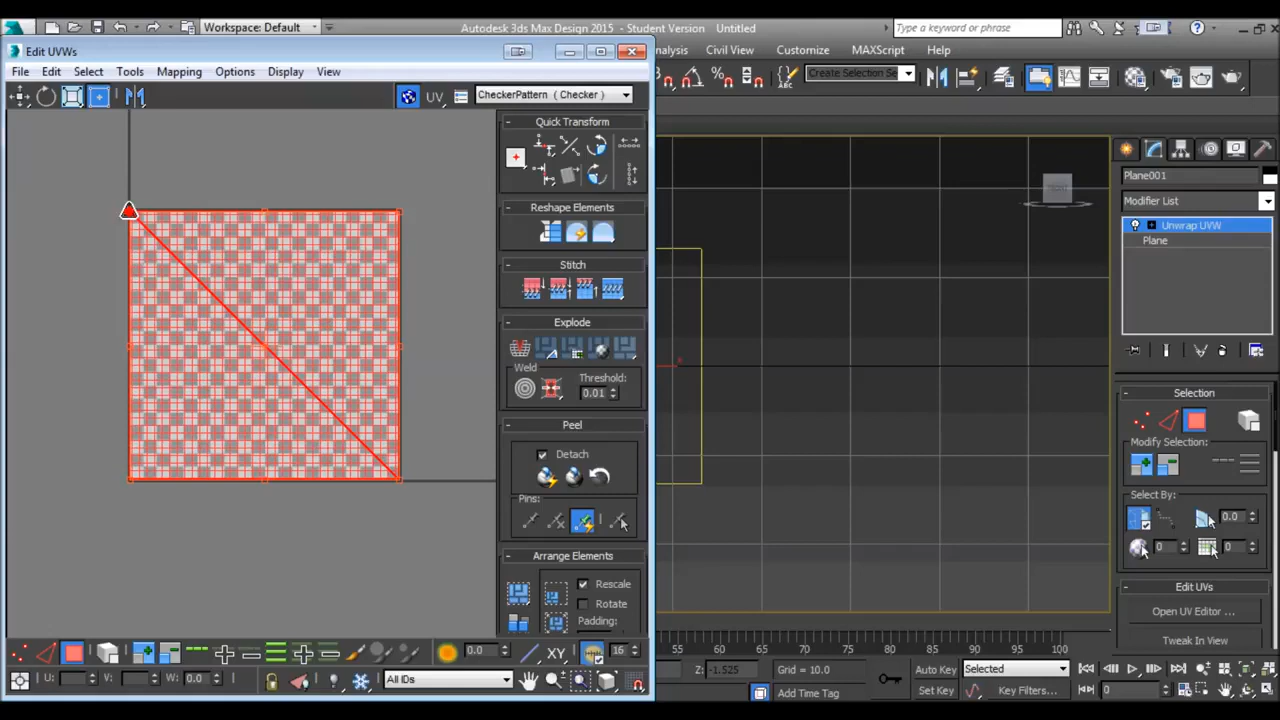 Workspace: Default
Autodesk 3ds Max Design 2015 - Student Version    Untitled
Type a keyword or phrase
Edit UVWs
nalysis
Civil View
Customize
MAXScript
Help
File
Edit
Select
Tools
Mapping
Options
Display
View
Create Selection Se
UV
CheckerPattern ( Checker )
Quick Transform
Reshape Elements
Stitch
Explode
Weld
Threshold:
0.01
Peel
Detach
Pins:
Arrange Elements
Rescale
Rotate
Padding:
Plane001
Modifier List
Unwrap UVW
Plane
Selection
Modify Selection:
Select By:
0.0
0
0
Edit UVs
Open UV Editor ...
Tweak In View
0.0
XY
16
U:
V:
W: 0.0
All IDs
55 60 65 70 75 80 85 90 95 100
Z: -1.525
Grid = 10.0
Auto Key
Selected
Add Time Tag
Set Key
Key Filters...
0